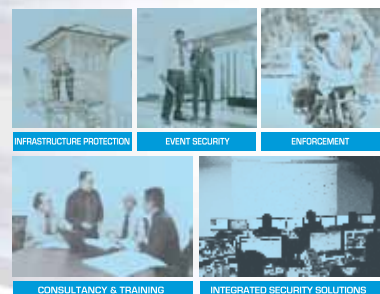 INFRASTRUCTURE PROTECTION
EVENT SECURITY
ENFORCEMENT
CONSULTANCY & TRAINING
INTEGRATED SECURITY SOLUTIONS